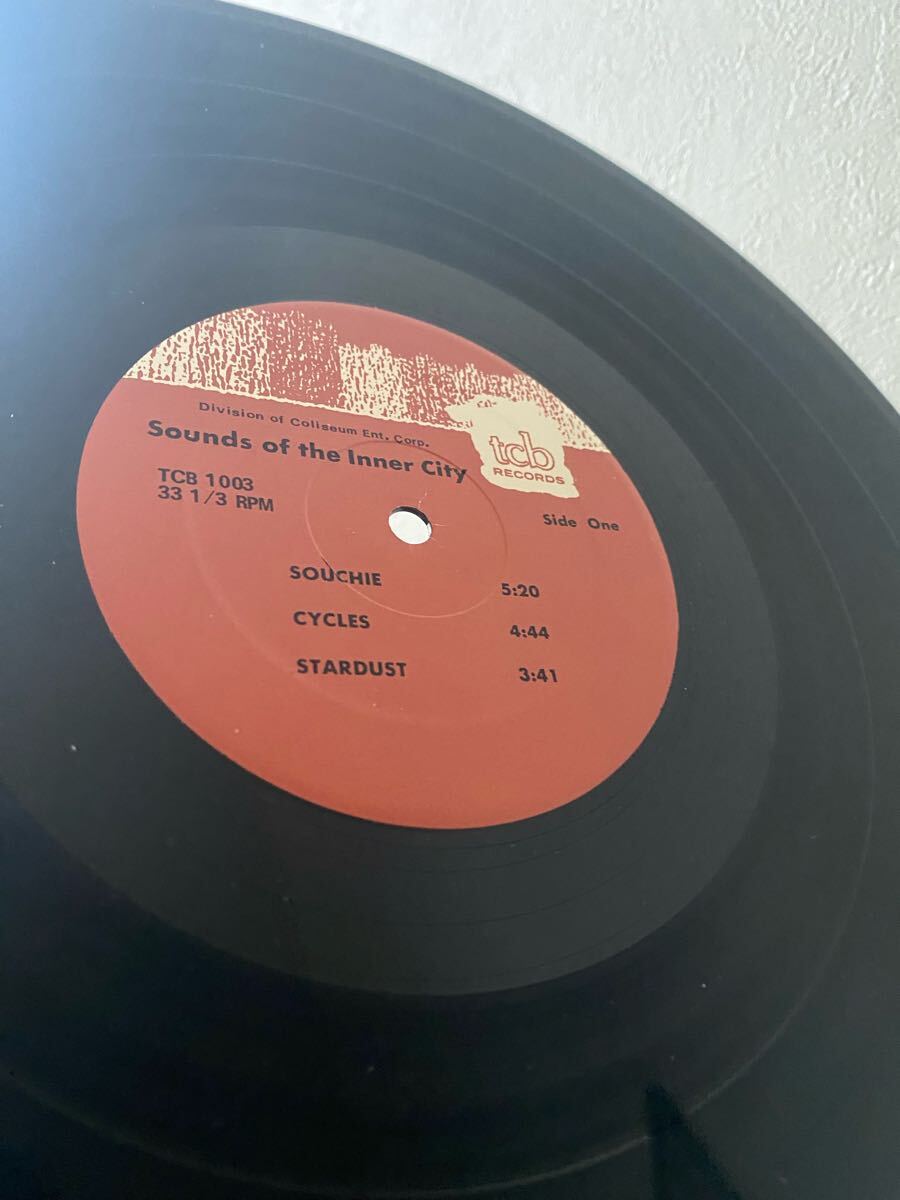 Division of Coliseum Ent. Corp.
Sounds of the Inner City
tcb
RECORDS
TCB 1003
33 1/3 RPM
Side One
SOUCHIE 5:20
CYCLES 4:44
STARDUST 3:41